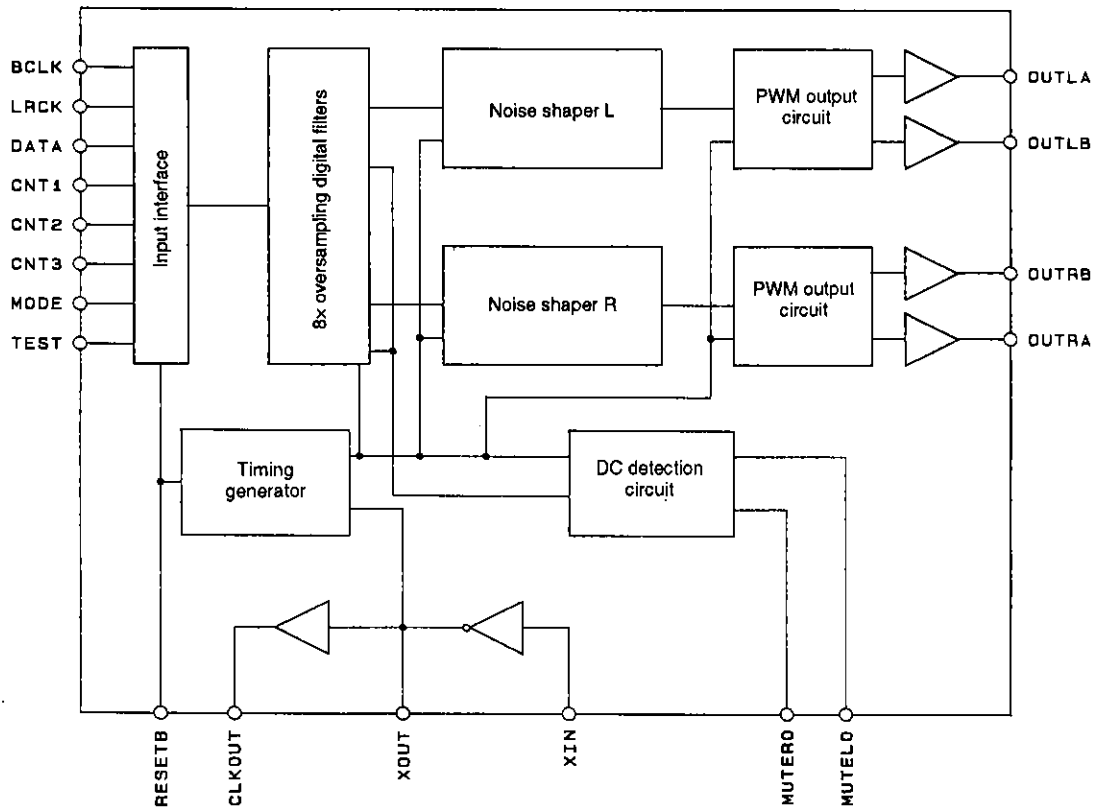 BCLK
LRCK
DATA
CNT1
CNT2
CNT3
MODE
TEST
Input interface
8x oversampling digital filters
Noise shaper L
Noise shaper R
PWM output
circuit
PWM output
circuit
OUTLA
OUTLB
OUTRB
OUTRA
Timing
generator
DC detection
circuit
RESETB
CLKOUT
XOUT
XIN
MUTERO
MUTELO